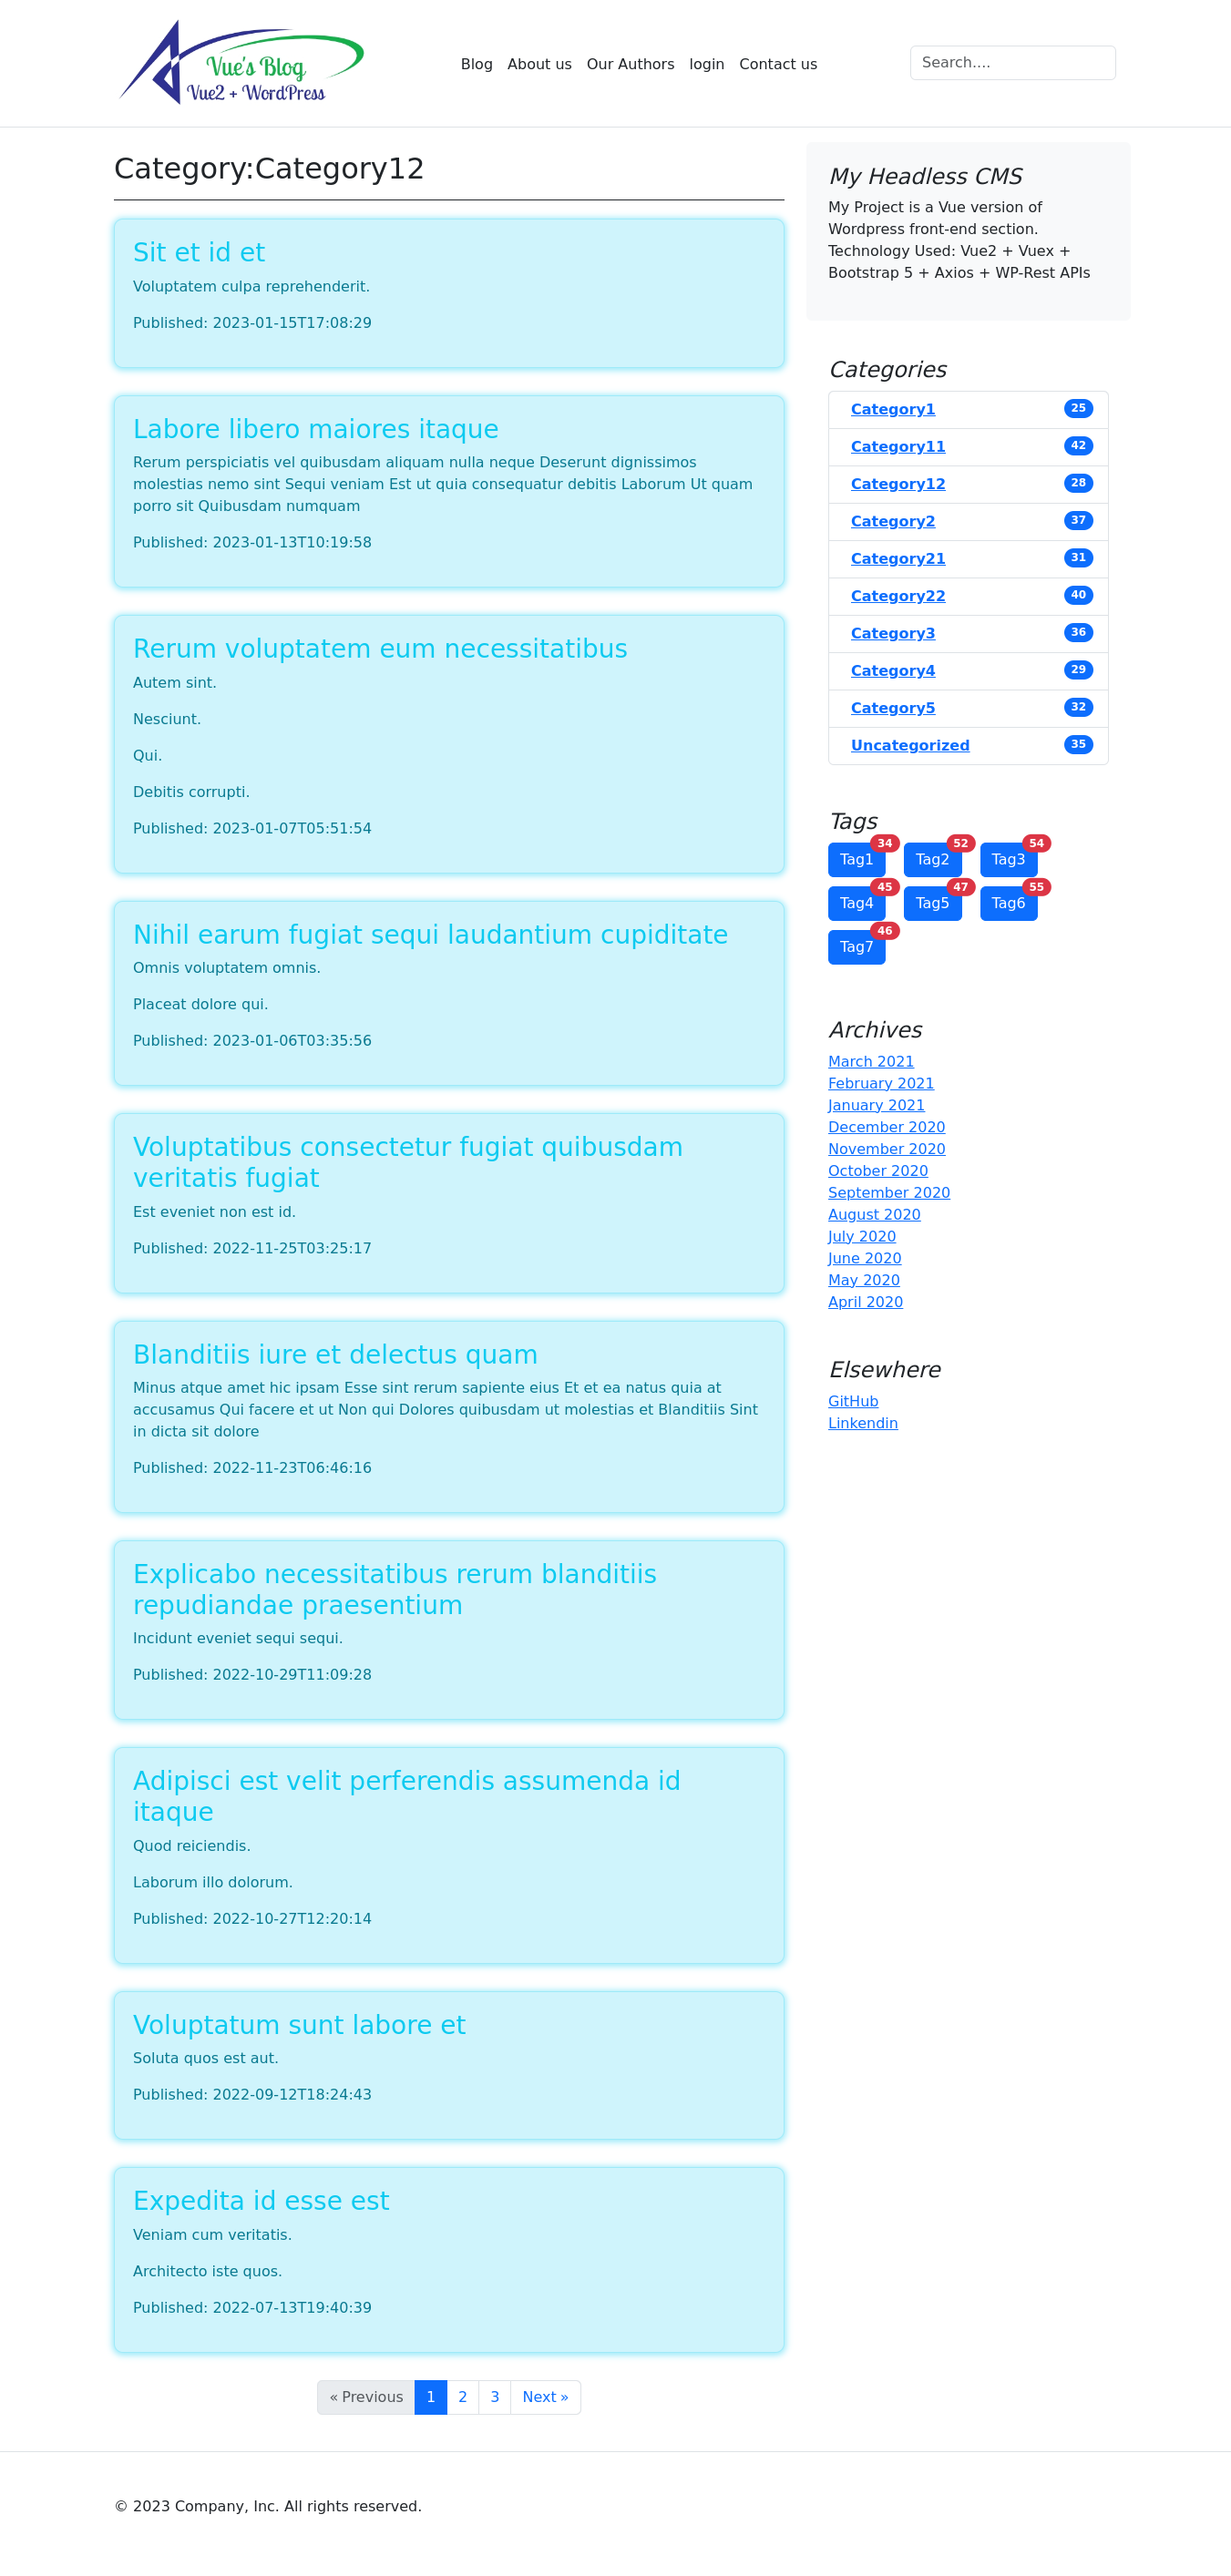 Vue's Blog
Vue2 + WordPress
Blog About us Our Authors login Contact us
Search....
Category:Category12
Sit et id et
Voluptatem culpa reprehenderit.
Published: 2023-01-15T17:08:29
Labore libero maiores itaque
Rerum perspiciatis vel quibusdam aliquam nulla neque Deserunt dignissimos
molestias nemo sint Sequi veniam Est ut quia consequatur debitis Laborum Ut quam
porro sit Quibusdam numquam
Published: 2023-01-13T10:19:58
Rerum voluptatem eum necessitatibus
Autem sint.
Nesciunt.
Qui.
Debitis corrupti.
Published: 2023-01-07T05:51:54
Nihil earum fugiat sequi laudantium cupiditate
Omnis voluptatem omnis.
Placeat dolore qui.
Published: 2023-01-06T03:35:56
Voluptatibus consectetur fugiat quibusdam
veritatis fugiat
Est eveniet non est id.
Published: 2022-11-25T03:25:17
Blanditiis iure et delectus quam
Minus atque amet hic ipsam Esse sint rerum sapiente eius Et et ea natus quia at
accusamus Qui facere et ut Non qui Dolores quibusdam ut molestias et Blanditiis Sint
in dicta sit dolore
Published: 2022-11-23T06:46:16
Explicabo necessitatibus rerum blanditiis
repudiandae praesentium
Incidunt eveniet sequi sequi.
Published: 2022-10-29T11:09:28
Adipisci est velit perferendis assumenda id
itaque
Quod reiciendis.
Laborum illo dolorum.
Published: 2022-10-27T12:20:14
Voluptatum sunt labore et
Soluta quos est aut.
Published: 2022-09-12T18:24:43
Expedita id esse est
Veniam cum veritatis.
Architecto iste quos.
Published: 2022-07-13T19:40:39
« Previous 1 2 3 Next »
My Headless CMS
My Project is a Vue version of
Wordpress front-end section.
Technology Used: Vue2 + Vuex +
Bootstrap 5 + Axios + WP-Rest APIs
Categories
Category1 25
Category11 42
Category12 28
Category2 37
Category21 31
Category22 40
Category3 36
Category4 29
Category5 32
Uncategorized 35
Tags
Tag1 34 Tag2 52 Tag3 54
Tag4 45 Tag5 47 Tag6 55
Tag7 46
Archives
March 2021
February 2021
January 2021
December 2020
November 2020
October 2020
September 2020
August 2020
July 2020
June 2020
May 2020
April 2020
Elsewhere
GitHub
Linkendin
© 2023 Company, Inc. All rights reserved.